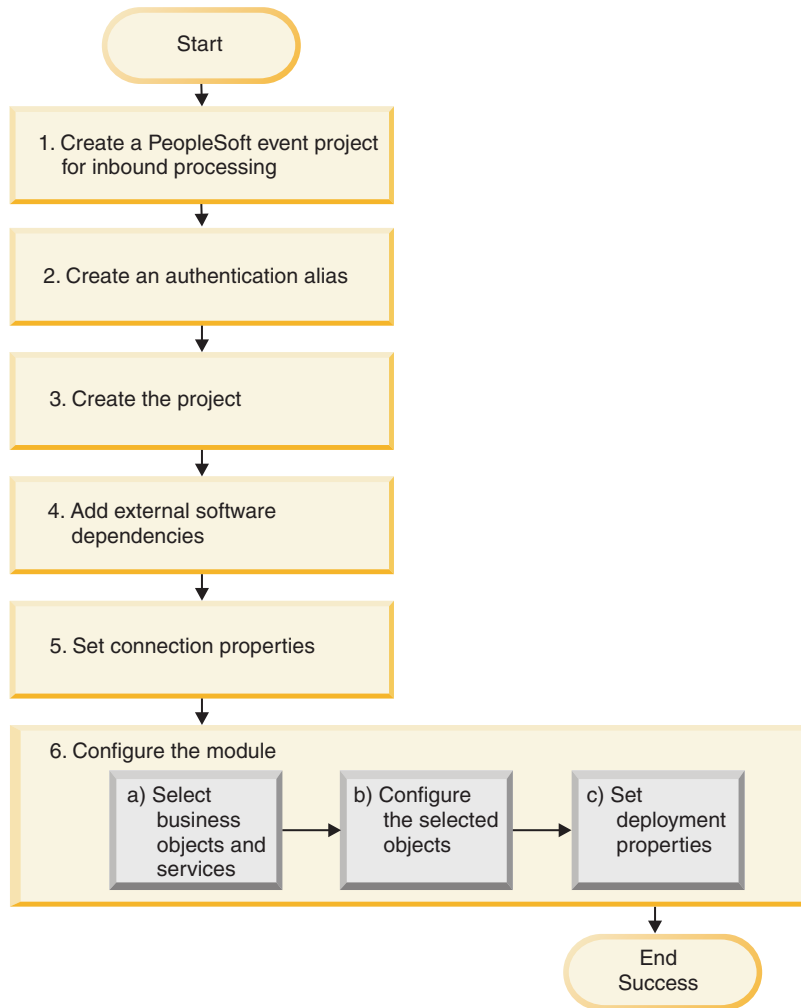 Start
1. Create a PeopleSoft event project
for inbound processing
2. Create an authentication alias
3. Create the project
4. Add external software
dependencies
5. Set connection properties
6. Configure the module
a) Select
business
objects and
services
b) Configure
the selected
objects
c) Set
deployment
properties
End
Success